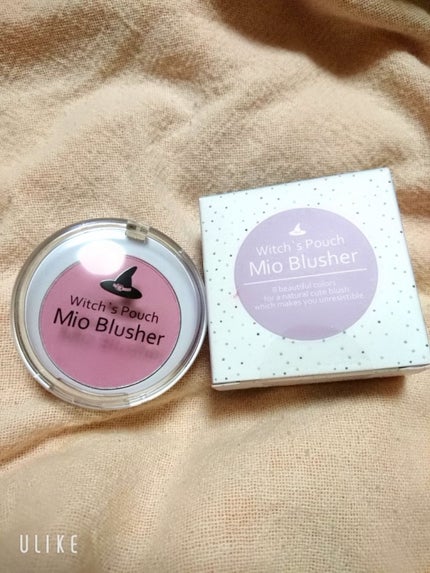 Witch's Pouch
Mio Blusher
Witch`s Pouch
Mio Blusher
8 beautiful colors
for a natural cute blush
which makes you unresistible.
ULIKE